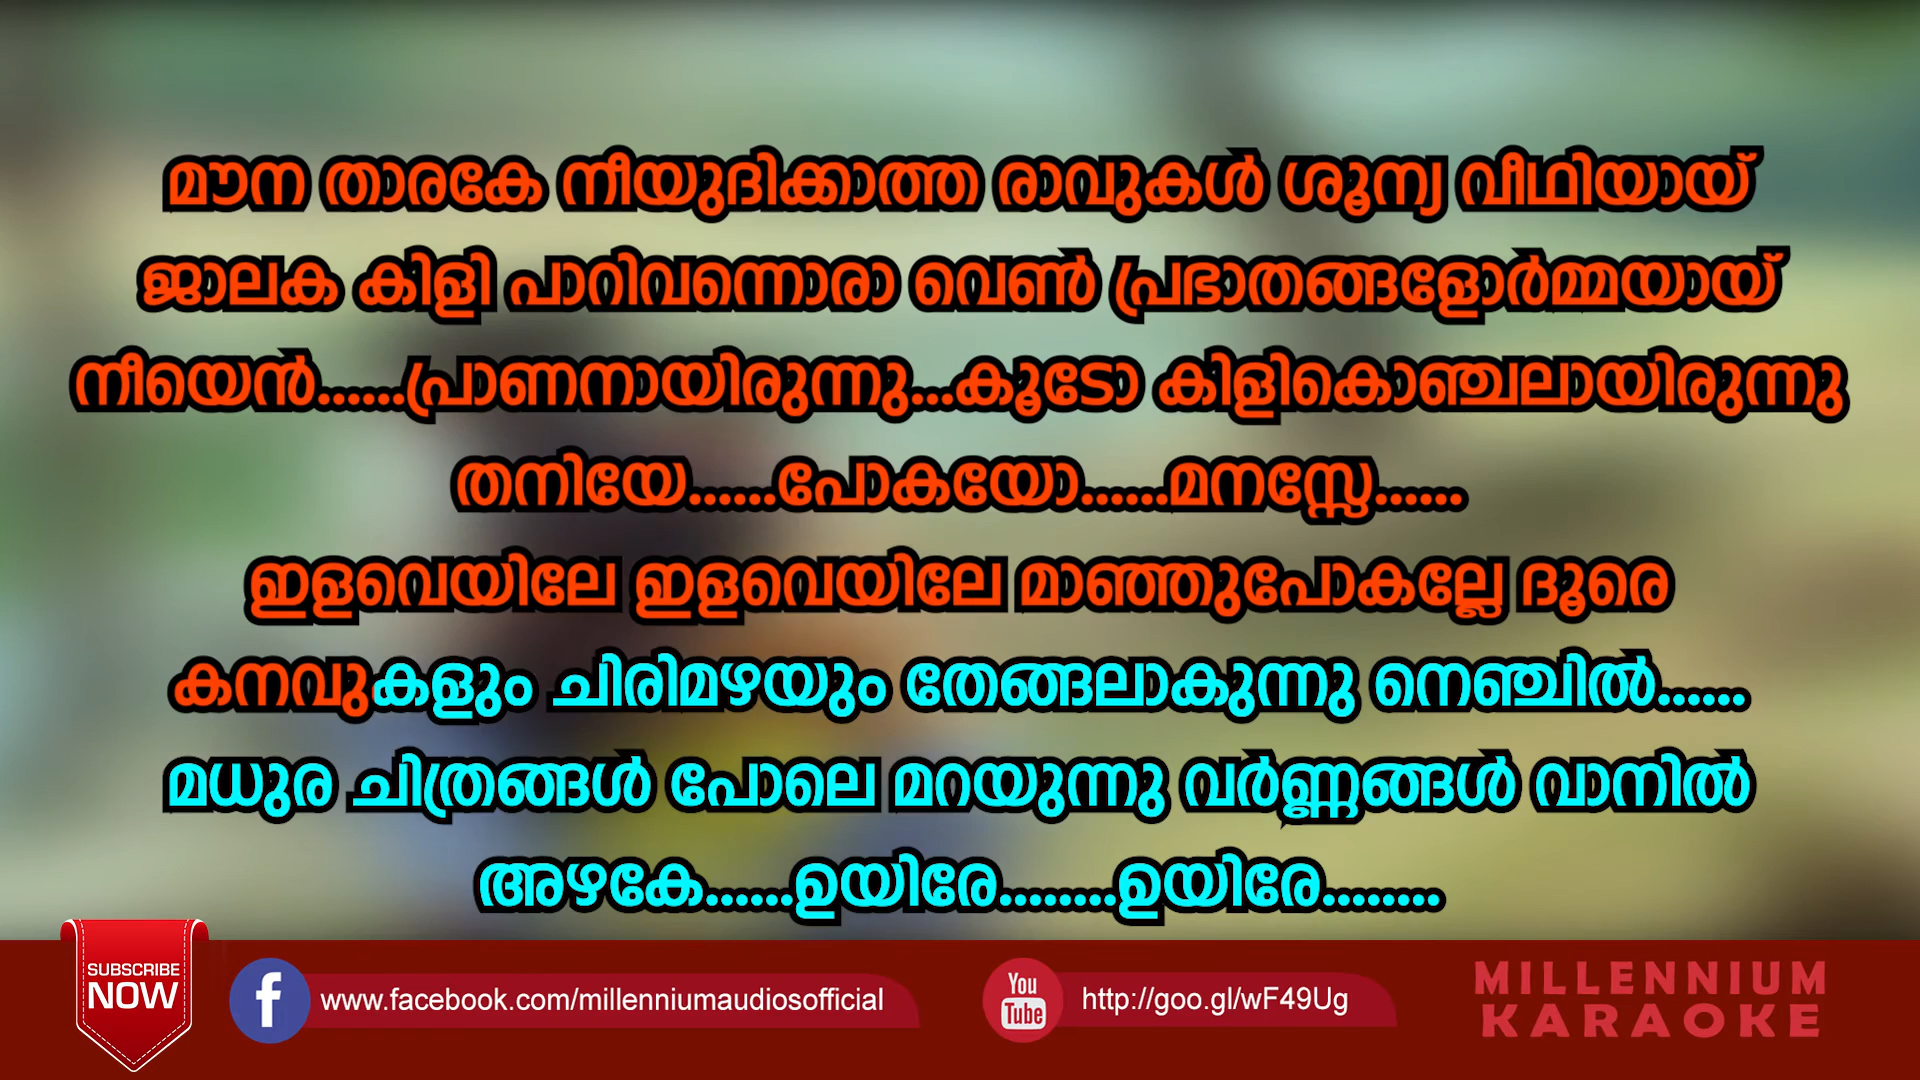 മൗന താരകേ നീയുദിക്കാത്ത രാവുകൾ ശൂന്യ വീഥിയായ്
ജാലക കിളി പാറിവന്നൊരാ വെൺ പ്രഭാതങ്ങളോർമ്മയായ്
നീയെൻ......പ്രാണനായിരുന്നു...കൂടോ കിളികൊഞ്ചലായിരുന്നു
തനിയേ......പോകയോ......മനസ്സേ......
ഇളവെയിലേ ഇളവെയിലേ മാഞ്ഞുപോകല്ലേ ദൂരെ
കനവുകളും ചിരിമഴയും തേങ്ങലാകുന്നു നെഞ്ചിൽ......
മധുര ചിത്രങ്ങൾ പോലെ മറയുന്നു വർണ്ണങ്ങൾ വാനിൽ
അഴകേ......ഉയിരേ........ഉയിരേ........
SUBSCRIBE
NOW
f www.facebook.com/millenniumaudiosofficial
You
Tube
http://goo.gl/wF49Ug
MILLENNIUM
KARAOKE